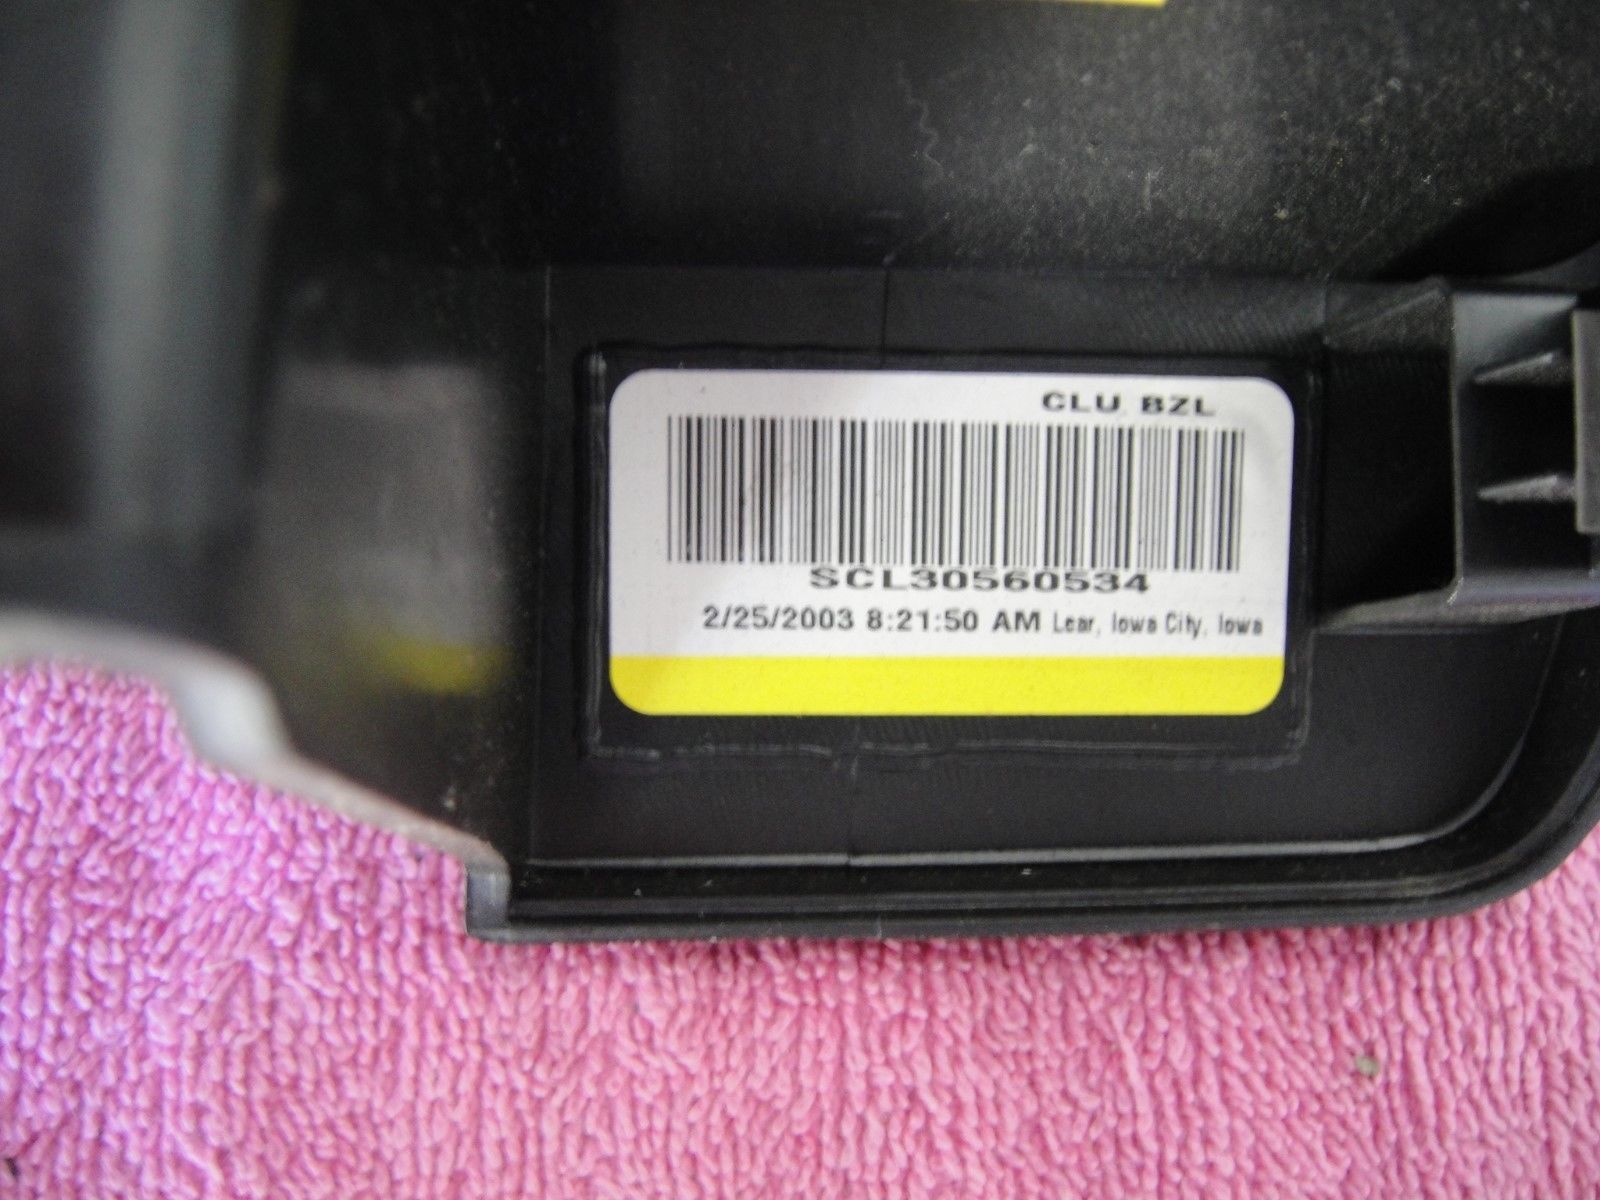 CLU BZL
SCL30560534
2/25/2003 8:21:50 AM Lear, Iowa City, Iowa